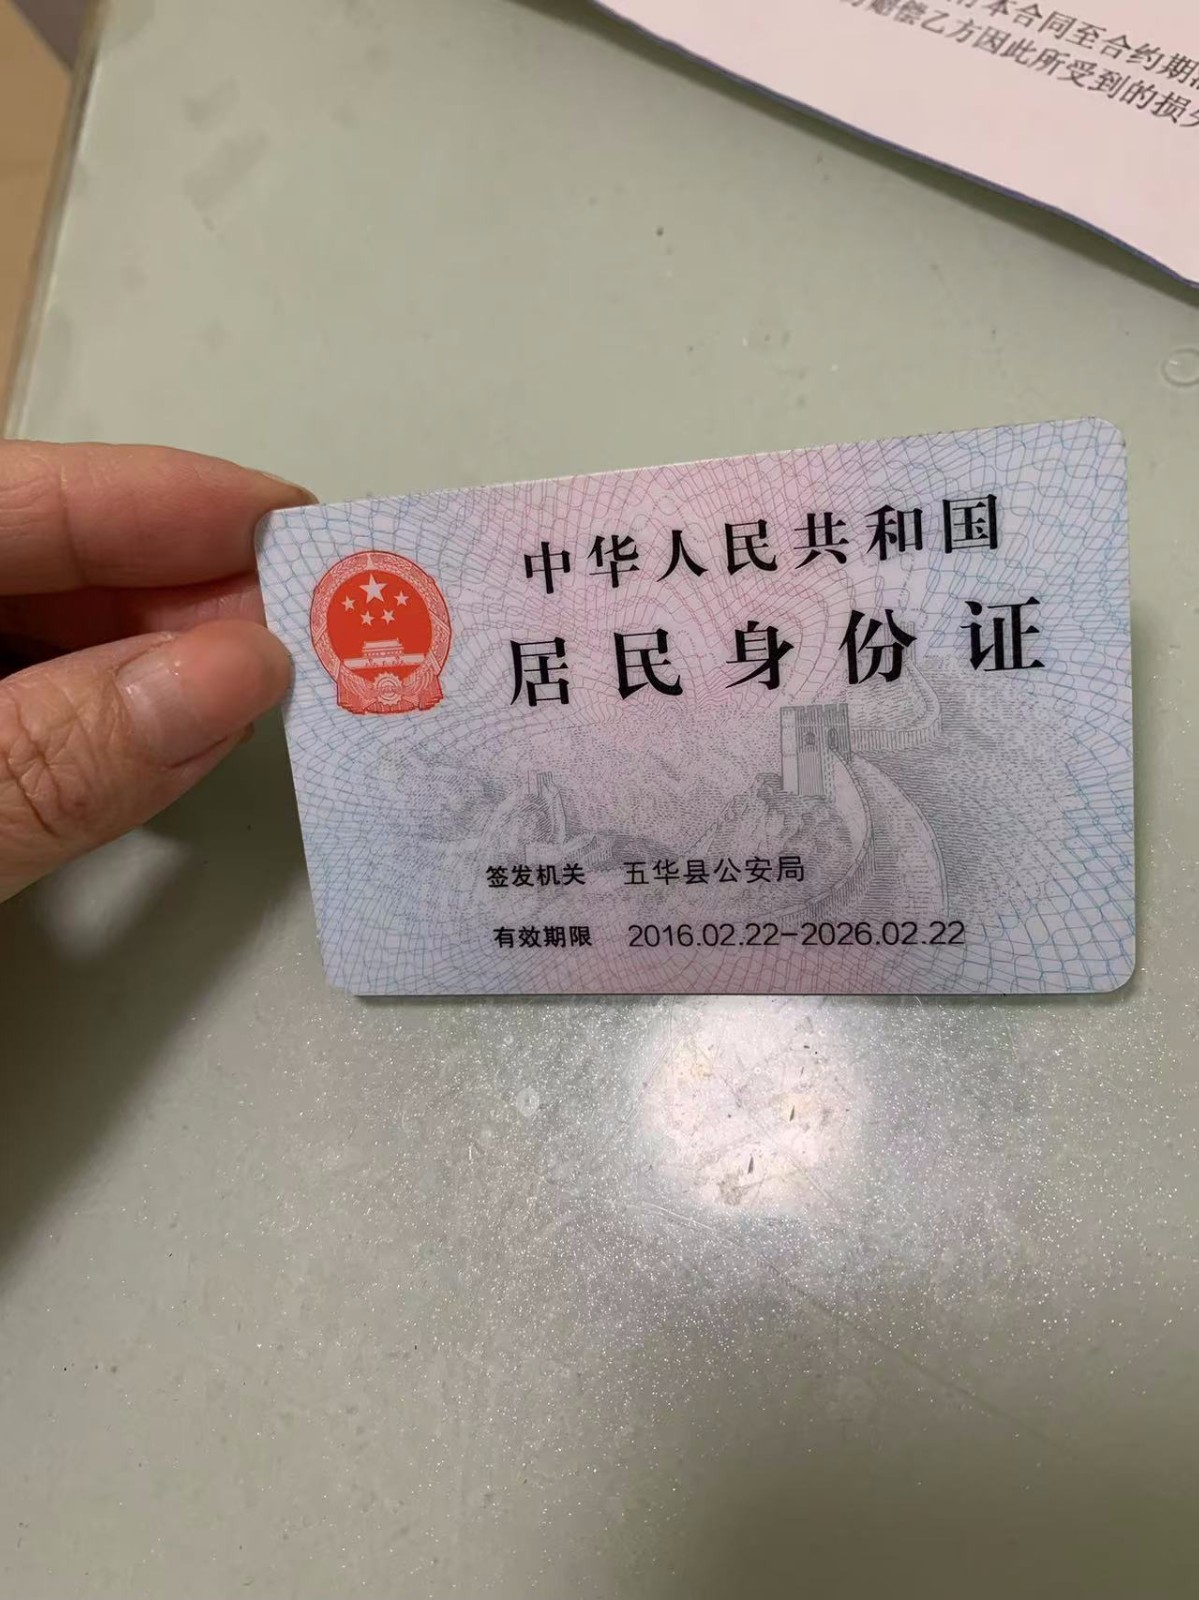 本合同至合约期
赔偿乙方因此所受到的损失
中华人民共和国
居民身份证
签发机关 五华县公安局
有效期限 2016.02.22-2026.02.22